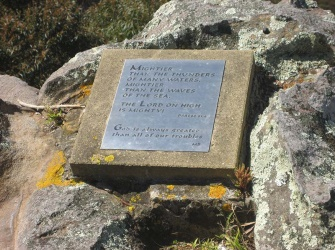 Mightier
than the thunders
of many waters,
mightier
than the waves
of the sea,
the Lord on high
is mighty!
God is always greater
than all of our troubles